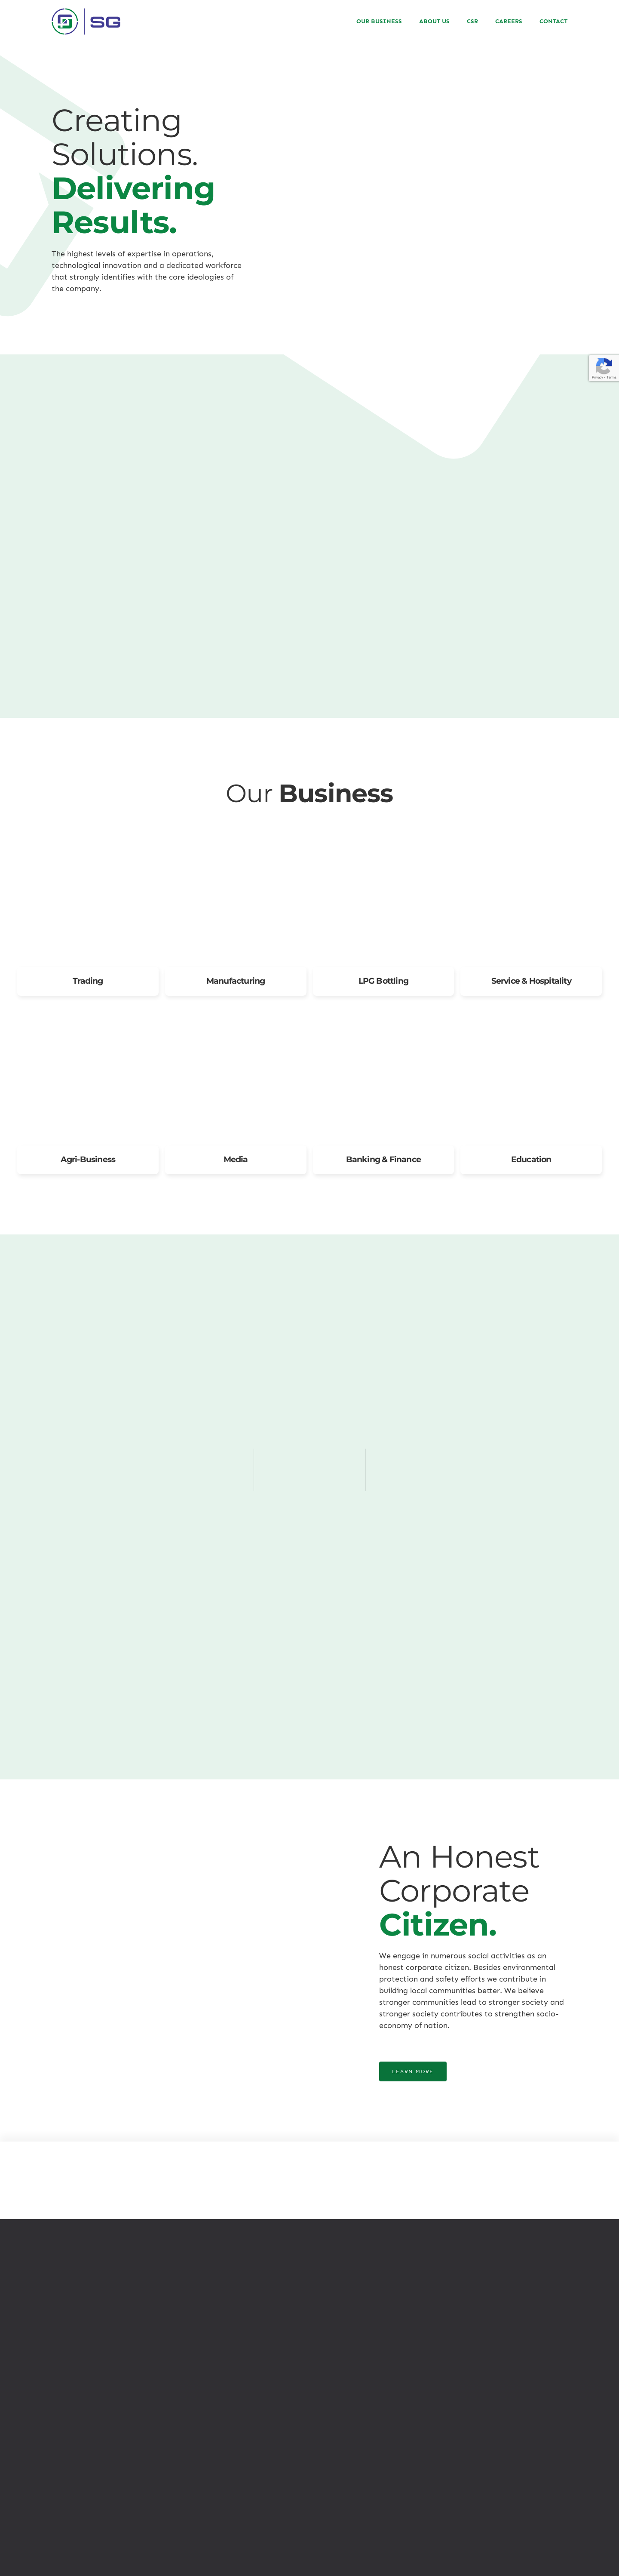 SG
OUR BUSINESS
ABOUT US
CSR
CAREERS
CONTACT
Creating
Solutions.
Delivering
Results.
The highest levels of expertise in operations,
technological innovation and a dedicated workforce
that strongly identifies with the core ideologies of
the company.
Privacy - Terms
Our Business
Trading
Manufacturing
LPG Bottling
Service & Hospitality
Agri-Business
Media
Banking & Finance
Education
An Honest
Corporate
Citizen.
We engage in numerous social activities as an
honest corporate citizen. Besides environmental
protection and safety efforts we contribute in
building local communities better. We believe
stronger communities lead to stronger society and
stronger society contributes to strengthen socio-
economy of nation.
LEARN MORE